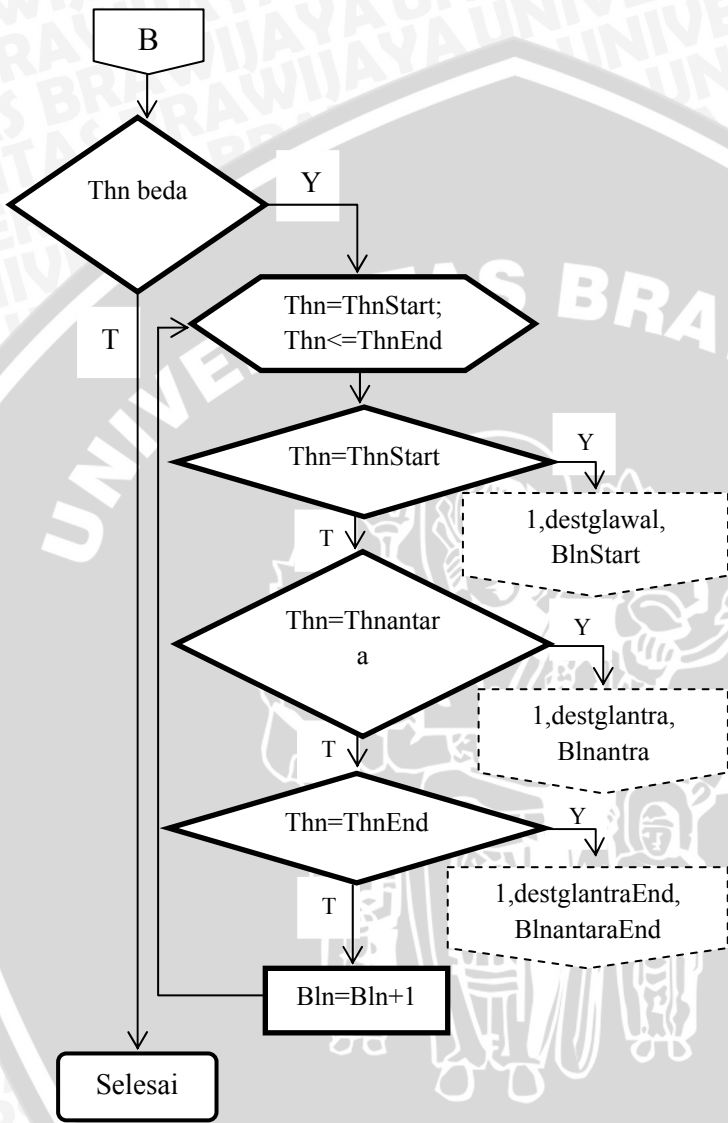 B
Thn beda
Y
T
Thn=ThnStart;
Thn<=ThnEnd
Thn=ThnStart
Y
1,destglawal,
BlnStart
T
Thn=Thnantar
a
Y
1,destglantra,
Blnantra
T
Thn=ThnEnd
Y
1,destglantraEnd,
BlnantaraEnd
T
Bln=Bln+1
Selesai